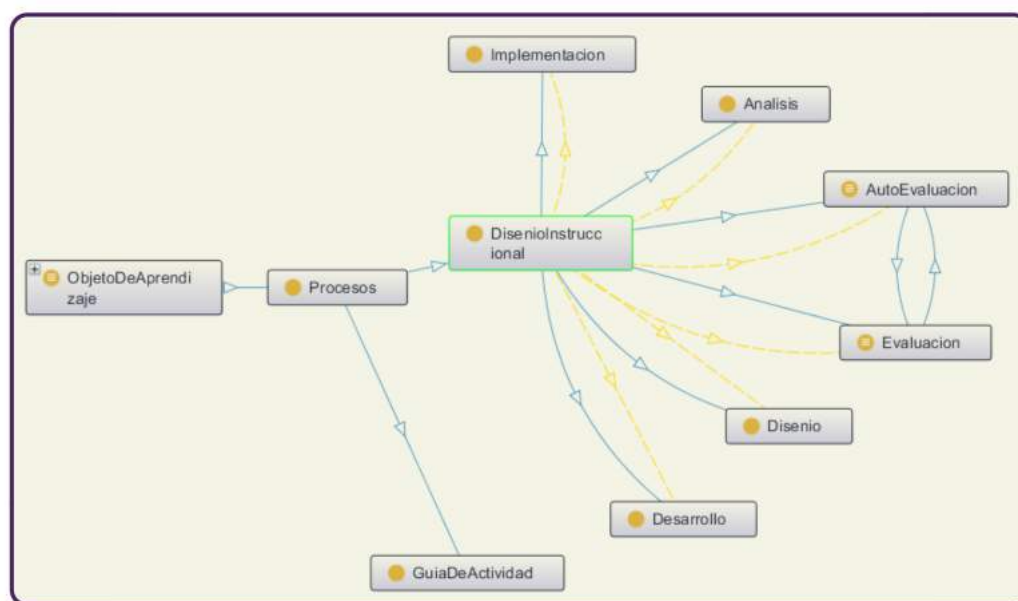 Implementacion
Analisis
AutoEvaluacion
DisenioInstrucc
ional
ObjetoDeAprendi
zaje
Procesos
Evaluacion
Disenio
Desarrollo
GuiaDeActividad